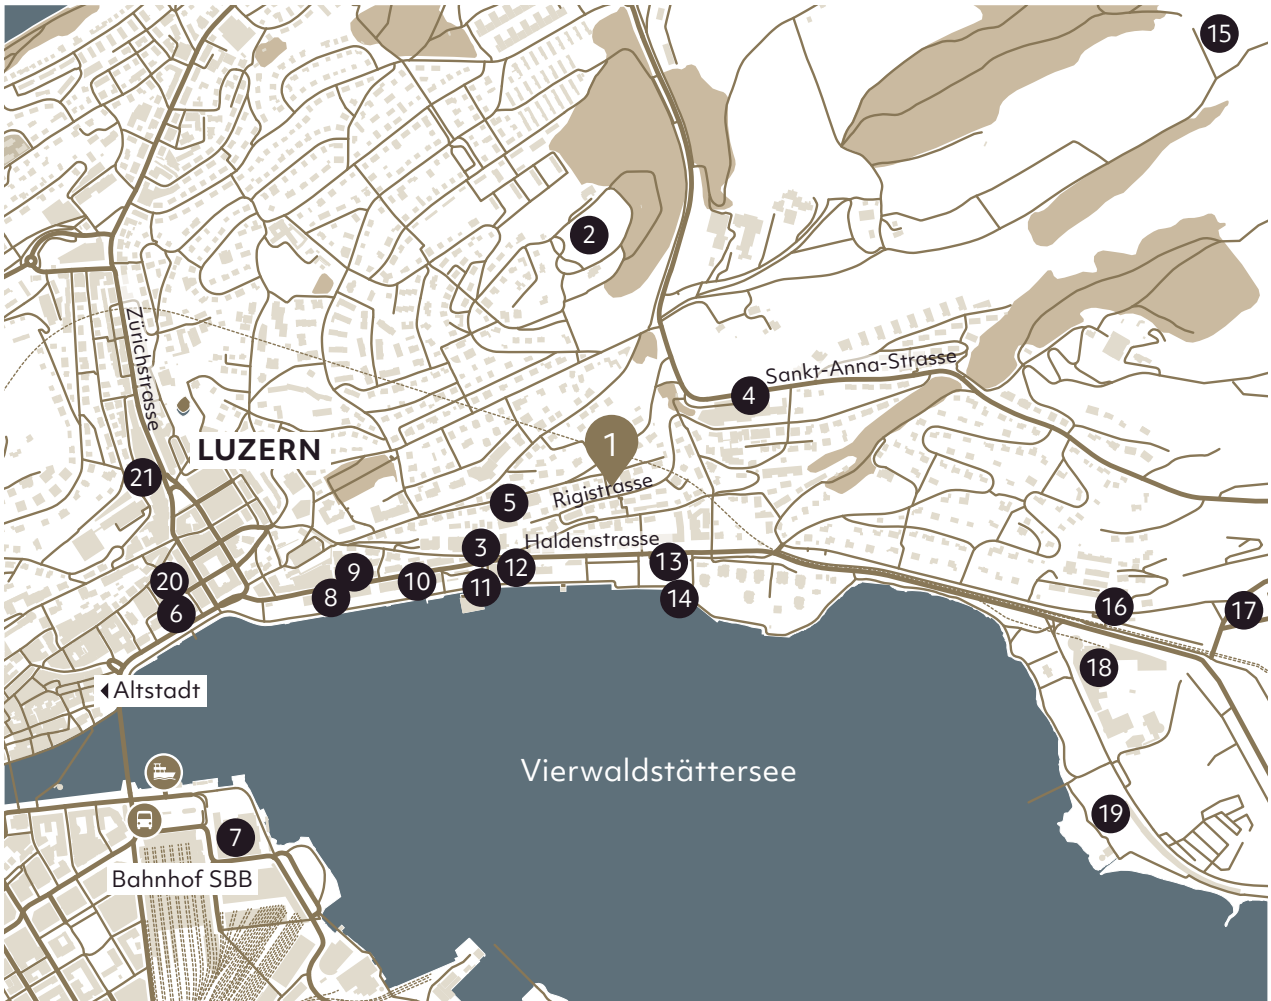 15
2
Zürichstrasse
Sankt-Anna-Strasse
4
1
LUZERN
21
Rigistrasse
5
Haldenstrasse
3
13
12
9
20
10
11
8
14
6
16
17
18
Altstadt
Vierwaldstättersee
19
7
Bahnhof SBB